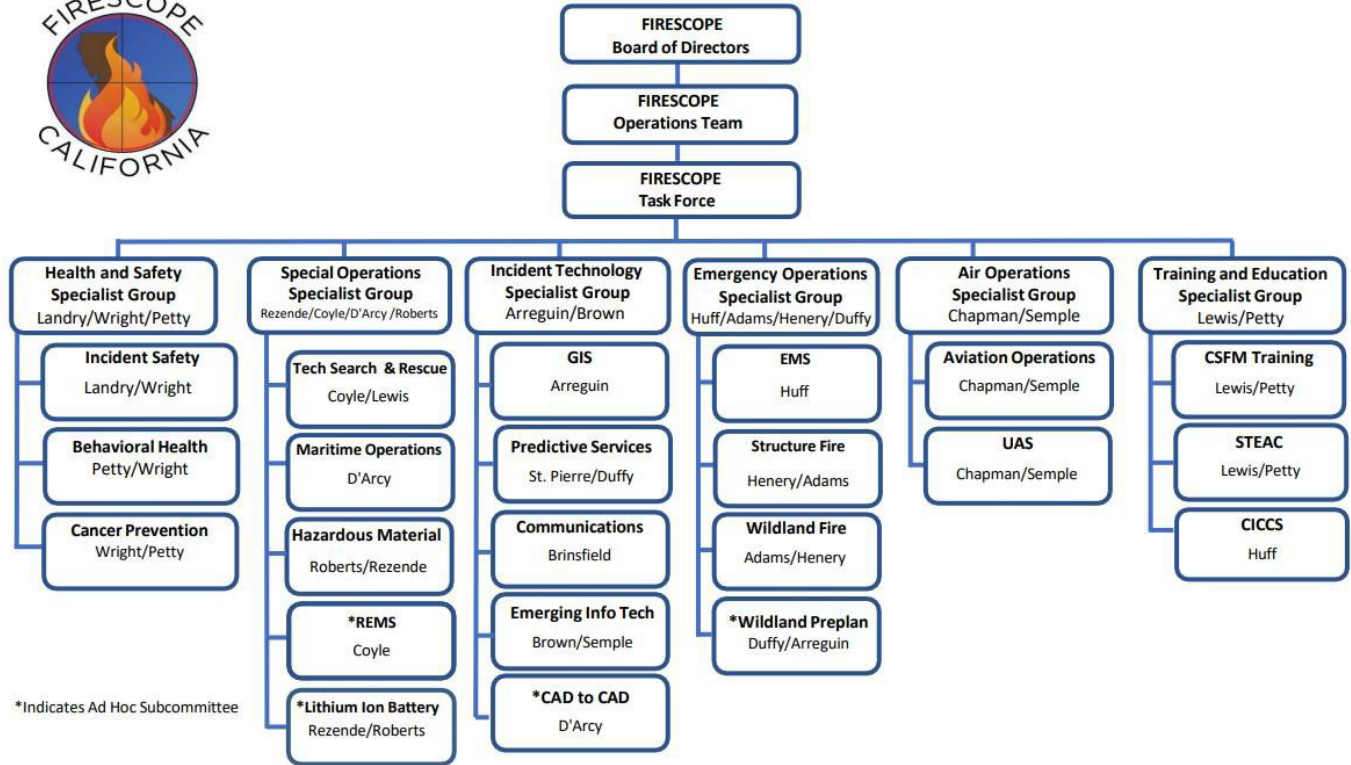 FIRESCOPE
CALIFORNIA
FIRESCOPE
Board of Directors
FIRESCOPE
Operations Team
FIRESCOPE
Task Force
Health and Safety
Specialist Group
Landry/Wright/Petty
Incident Safety
Landry/Wright
Behavioral Health
Petty/Wright
Cancer Prevention
Wright/Petty
Special Operations
Specialist Group
Rezende/Coyle/D'Arcy /Roberts
Tech Search & Rescue
Coyle/Lewis
Maritime Operations
D'Arcy
Hazardous Material
Roberts/Rezende
*REMS
Coyle
*Lithium Ion Battery
Rezende/Roberts
Incident Technology
Specialist Group
Arreguin/Brown
GIS
Arreguin
Predictive Services
St. Pierre/Duffy
Communications
Brinsfield
Emerging Info Tech
Brown/Semple
*CAD to CAD
D'Arcy
Emergency Operations
Specialist Group
Huff/Adams/Henery/Duffy
EMS
Huff
Structure Fire
Henery/Adams
Wildland Fire
Adams/Henery
*Wildland Preplan
Duffy/Arreguin
Air Operations
Specialist Group
Chapman/Semple
Aviation Operations
Chapman/Semple
UAS
Chapman/Semple
Training and Education
Specialist Group
Lewis/Petty
CSFM Training
Lewis/Petty
STEAC
Lewis/Petty
CICCS
Huff
*Indicates Ad Hoc Subcommittee